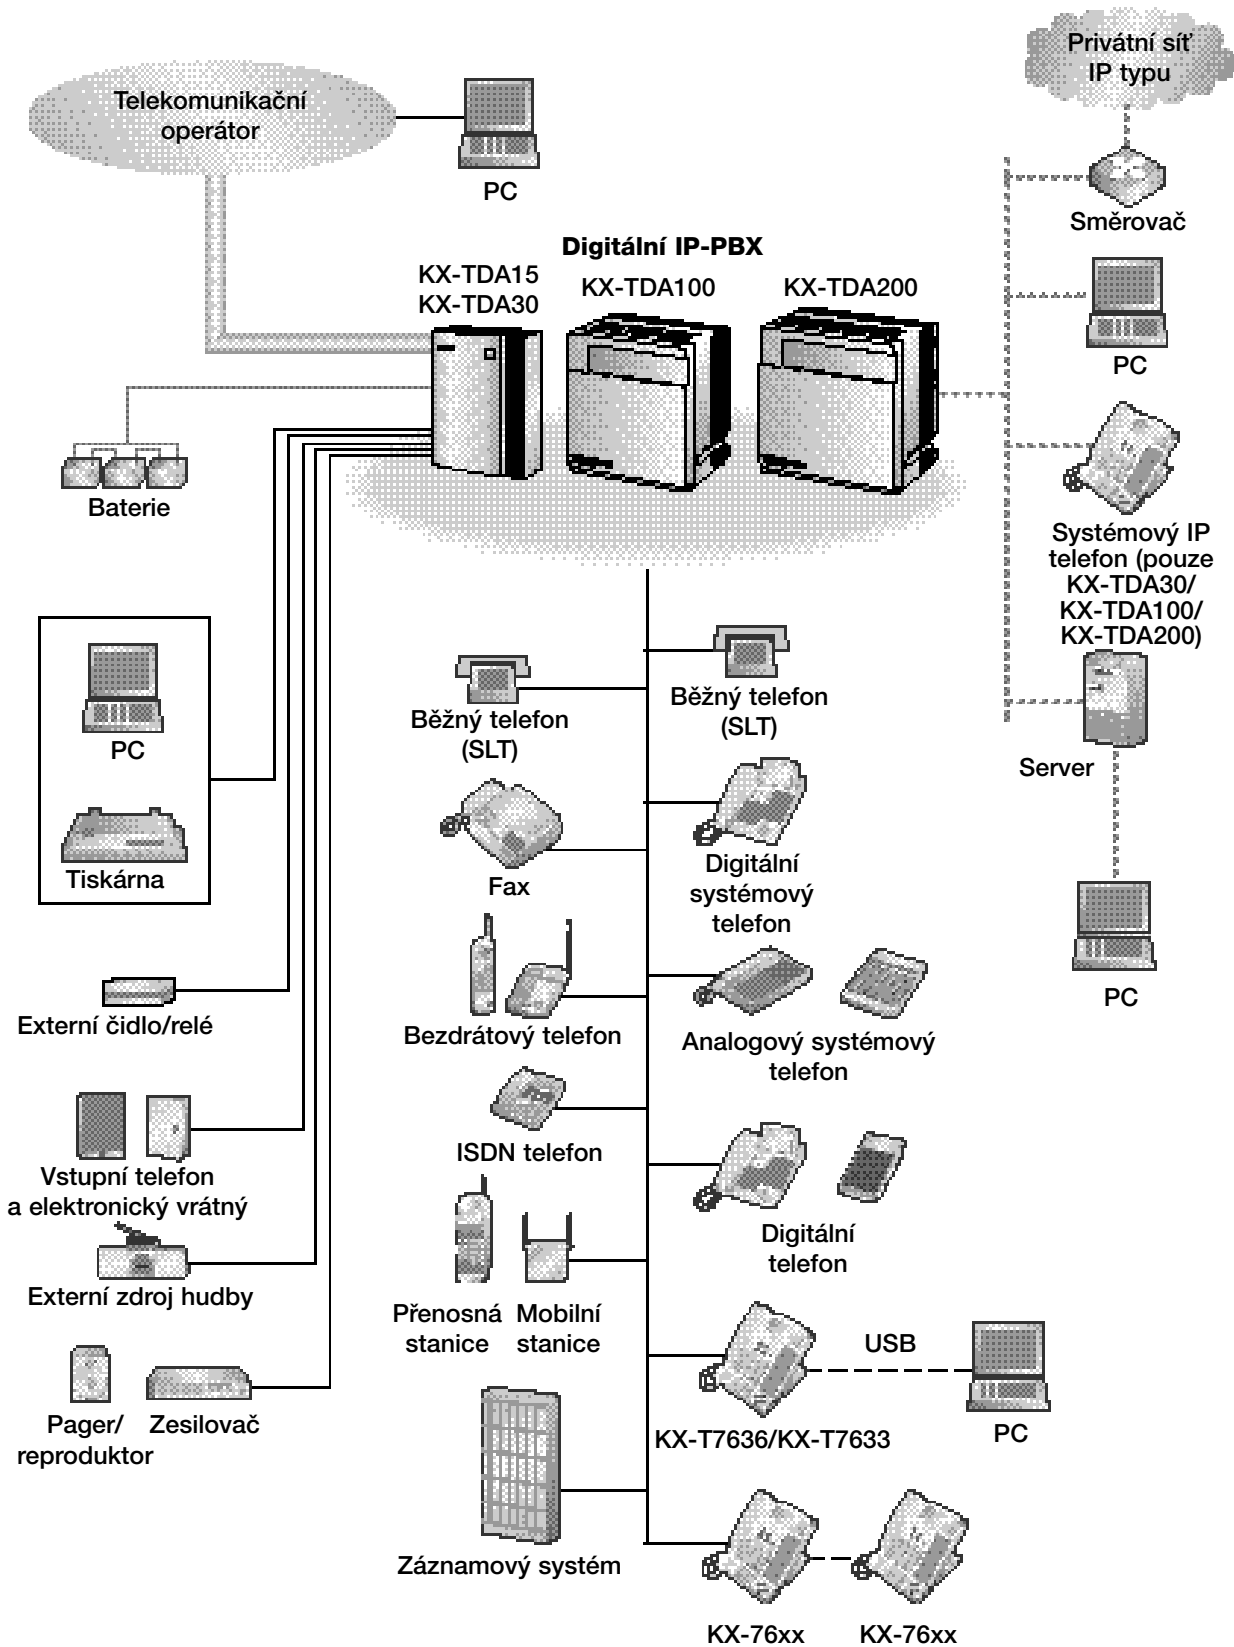 Privátní síť
IP typu
Telekomunikační
operátor
PC
Směrovač
Digitální IP-PBX
KX-TDA15
KX-TDA30
KX-TDA100
KX-TDA200
PC
Baterie
Systémový IP
telefon (pouze
KX-TDA30/
KX-TDA100/
KX-TDA200)
PC
Tiskárna
Běžný telefon
(SLT)
Běžný telefon
(SLT)
Server
Fax
Digitální
systémový
telefon
PC
Externí čidlo/relé
Bezdrátový telefon
Analogový systémový
telefon
Vstupní telefon
a elektronický vrátný
ISDN telefon
Digitální
telefon
Externí zdroj hudby
Přenosná
stanice
Mobilní
stanice
USB
Pager/
reproduktor
Zesilovač
KX-T7636/KX-T7633
PC
Záznamový systém
KX-76xx
KX-76xx